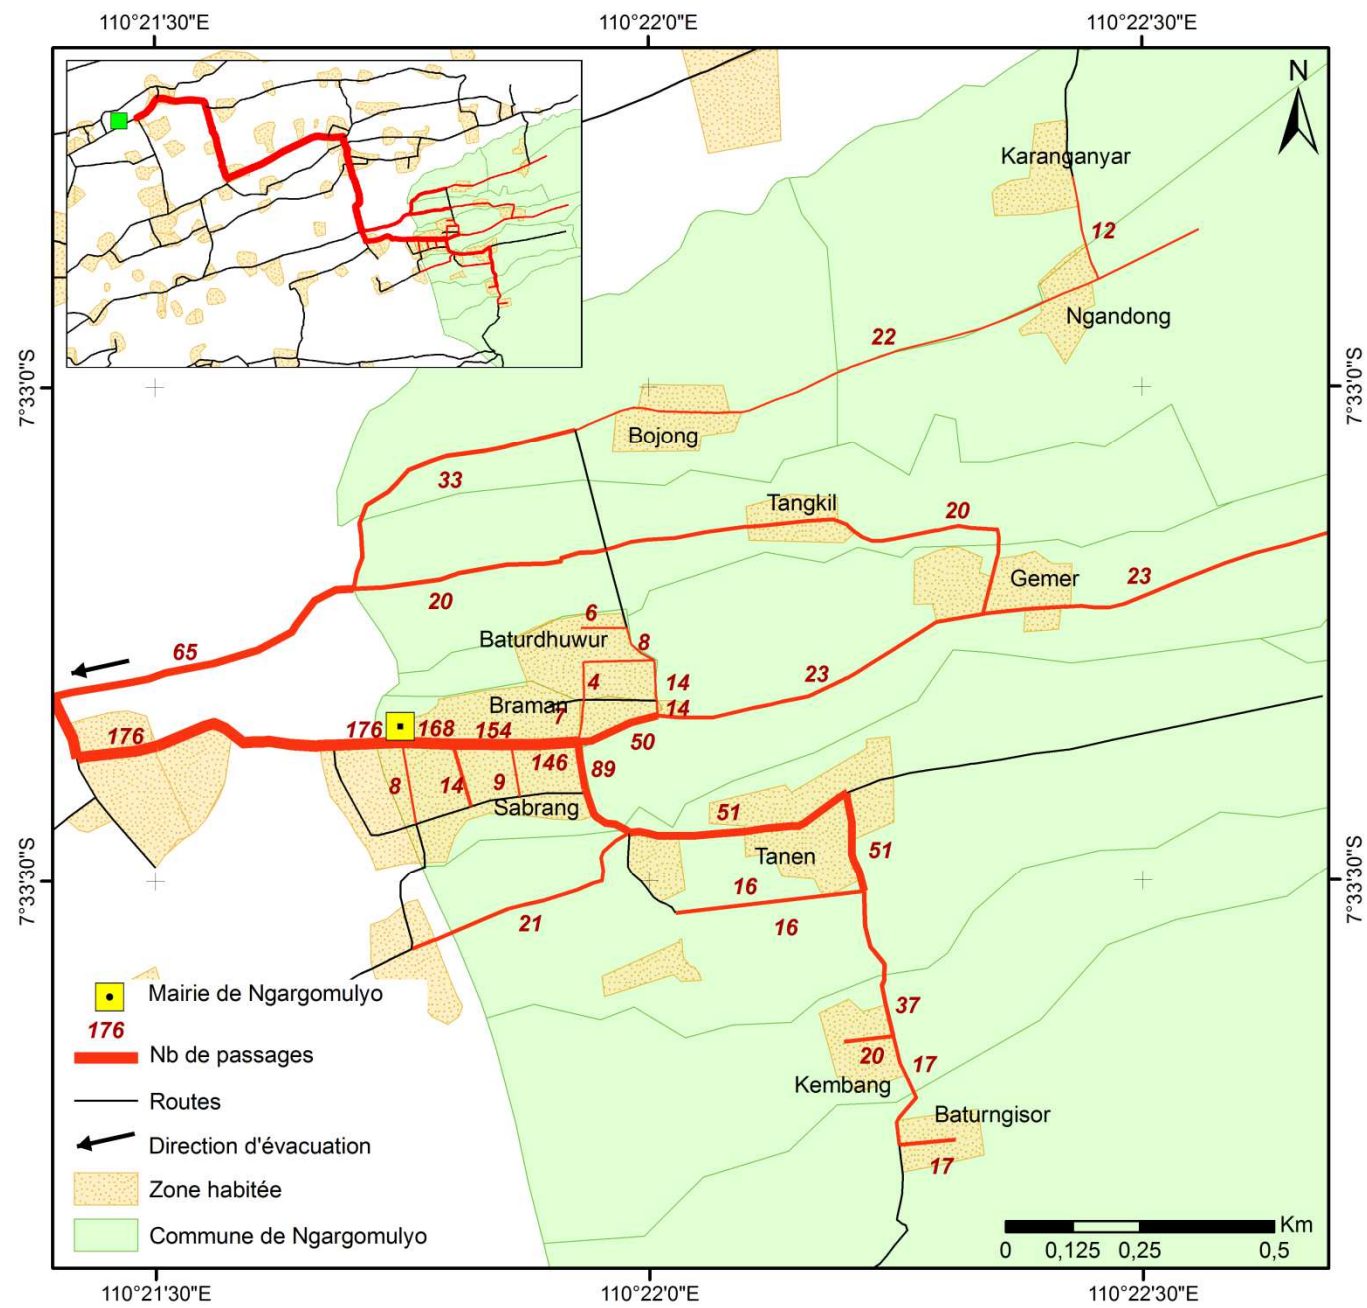 110°21'30"E
110°22'0"E
110°22'30"E
N
Karanganyar
12
Ngandong
22
7°33'0"S
7°33'0"S
Bojong
33
Tangkil
20
Gemer
23
20
6
Baturdhuwur
8
65
4
14
23
Braman
7
14
176
176
168
154
50
146
89
8
14
9
Sabrang
51
Tanen
51
7°33'30"S
7°33'30"S
16
16
21
37
20
17
Kembang
Baturngisor
17
Mairie de Ngargomulyo
176
Nb de passages
Routes
Direction d'évacuation
Zone habitée
Commune de Ngargomulyo
Km
0
0,125
0,25
0,5
110°21'30"E
110°22'0"E
110°22'30"E